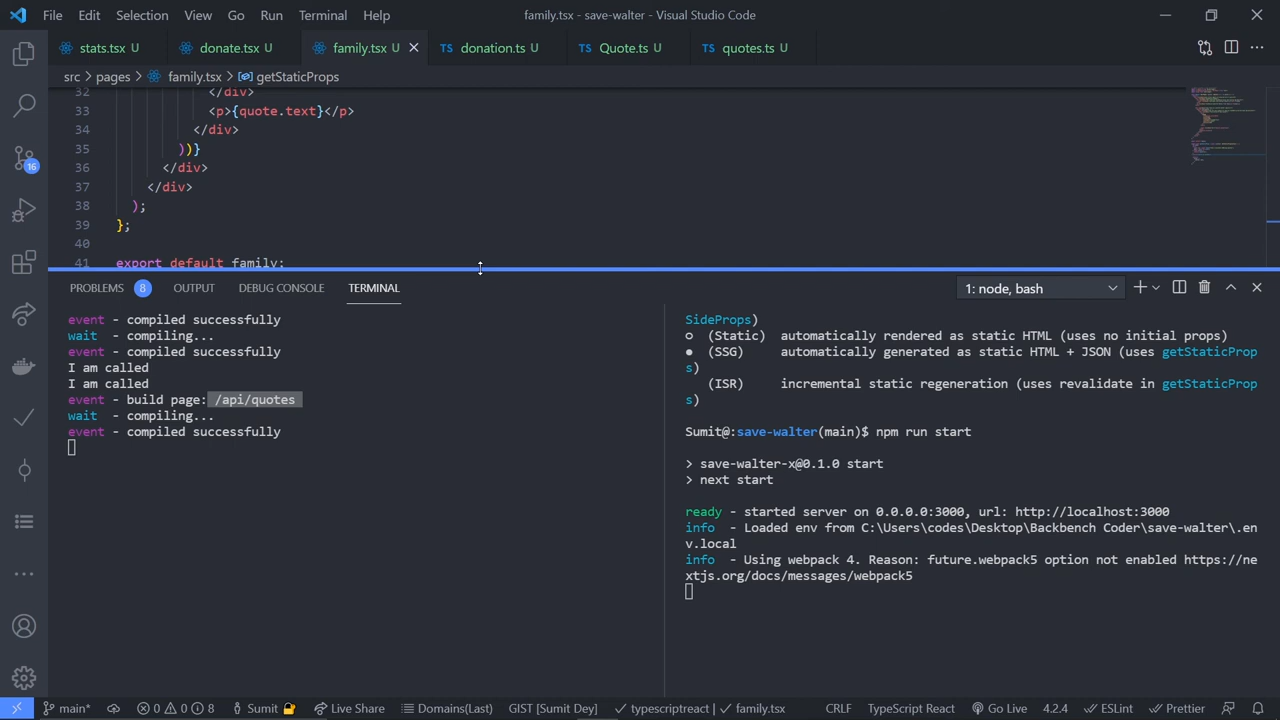 File Edit Selection View Go Run Terminal Help family.tsx - save-walter - Visual Studio Code
stats.tsx U donate.tsx U family.tsx U donation.ts U Quote.ts U quotes.ts U
src > pages > family.tsx > getStaticProps
32 </div>
33 <p>{quote.text}</p>
34 </div>
35 ))}
36 </div>
37 </div>
38 );
39 };
40
41 export default family;
16
PROBLEMS 8 OUTPUT DEBUG CONSOLE TERMINAL 1: node, bash
event - compiled successfully
wait - compiling...
event - compiled successfully
I am called
I am called
event - build page: /api/quotes
wait - compiling...
event - compiled successfully
SideProps)
○ (Static) automatically rendered as static HTML (uses no initial props)
● (SSG) automatically generated as static HTML + JSON (uses getStaticProp
s)
(ISR) incremental static regeneration (uses revalidate in getStaticProp
s)
Sumit@:save-walter(main)$ npm run start
> save-walter-x@0.1.0 start
> next start
ready - started server on 0.0.0.0:3000, url: http://localhost:3000
info - Loaded env from C:\Users\codes\Desktop\Backbench Coder\save-walter\.en
v.local
info - Using webpack 4. Reason: future.webpack5 option not enabled https://ne
xtjs.org/docs/messages/webpack5
main* 0 0 8 Sumit Live Share Domains(Last) GIST [Sumit Dey] typescriptreact | family.tsx CRLF TypeScript React Go Live 4.2.4 ESLint Prettier